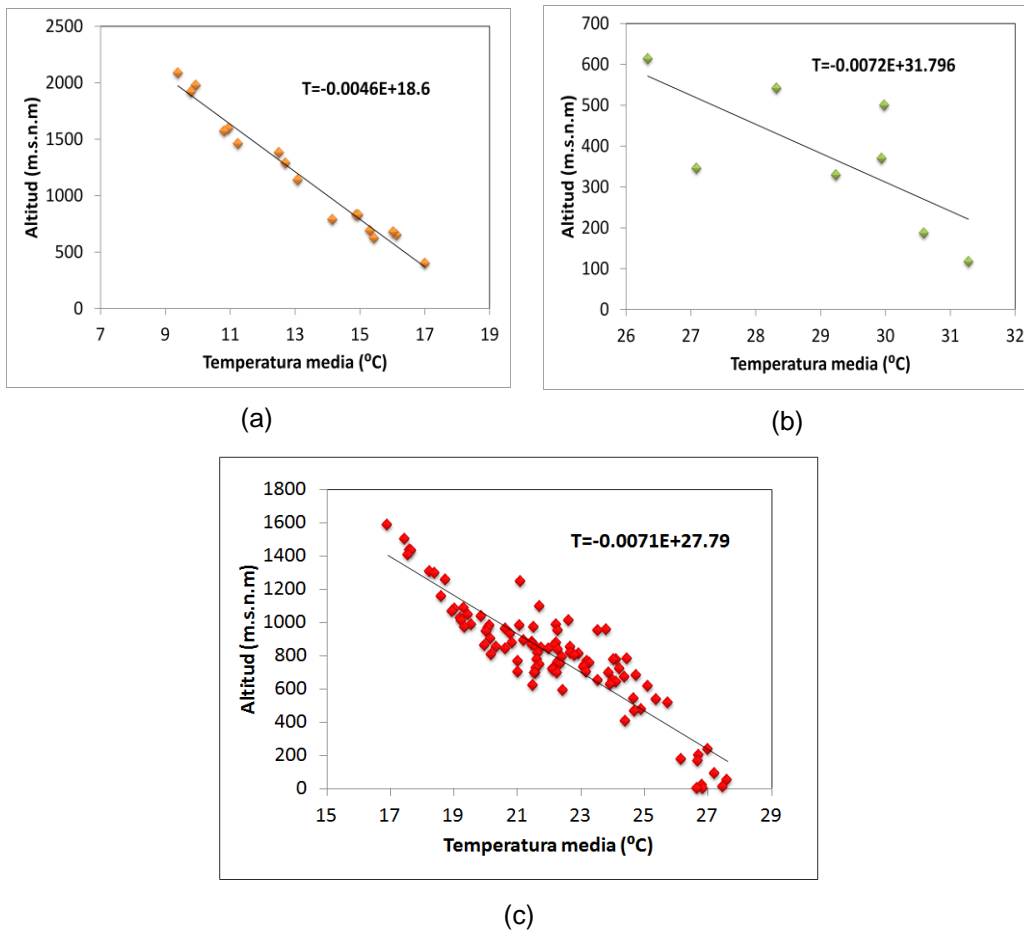 2500
2000
1500
1000
500
0
7 9 11 13 15 17 19
Altitud (m.s.n.m)
Temperatura media (⁰C)
T=-0.0046E+18.6
(a)
700
600
500
400
300
200
100
0
26 27 28 29 30 31 32
Altitud (m.s.n.m)
Temperatura media (⁰C)
T=-0.0072E+31.796
(b)
1800
1600
1400
1200
1000
800
600
400
200
0
15 17 19 21 23 25 27 29
Altitud (m.s.n.m)
Temperatura media (⁰C)
T=-0.0071E+27.79
(c)